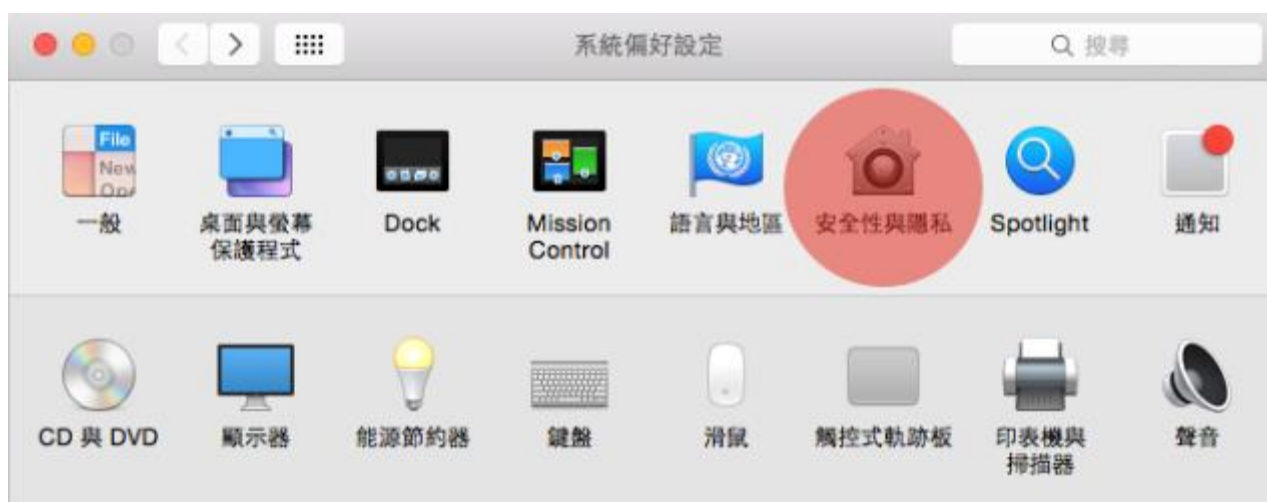 系統偏好設定
搜尋
File
New
Ope
一般
桌面與螢幕
保護程式
Dock
Mission
Control
語言與地區
安全性與隱私
Spotlight
通知
CD 與 DVD
顯示器
能源節約器
鍵盤
滑鼠
觸控式軌跡板
印表機與
掃描器
聲音